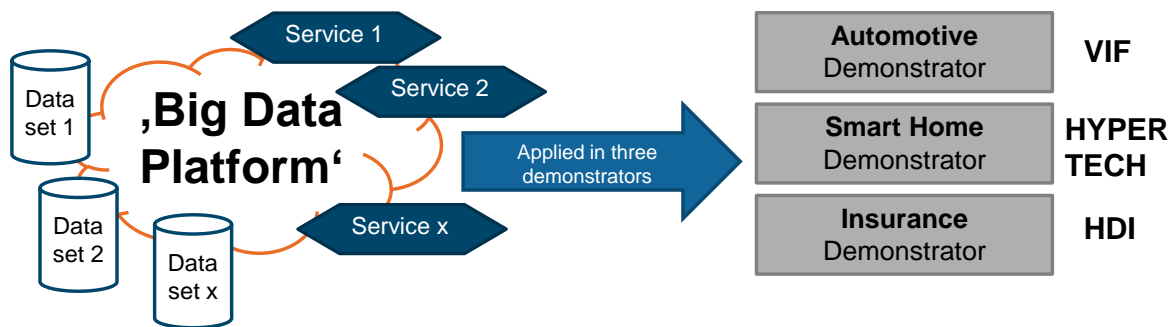 Service 1
Service 2
Data
set 1
‚Big Data
Platform‘
Data
set 2
Data
set x
Service x
Applied in three
demonstrators
Automotive
Demonstrator
VIF
Smart Home
Demonstrator
HYPER
TECH
Insurance
Demonstrator
HDI